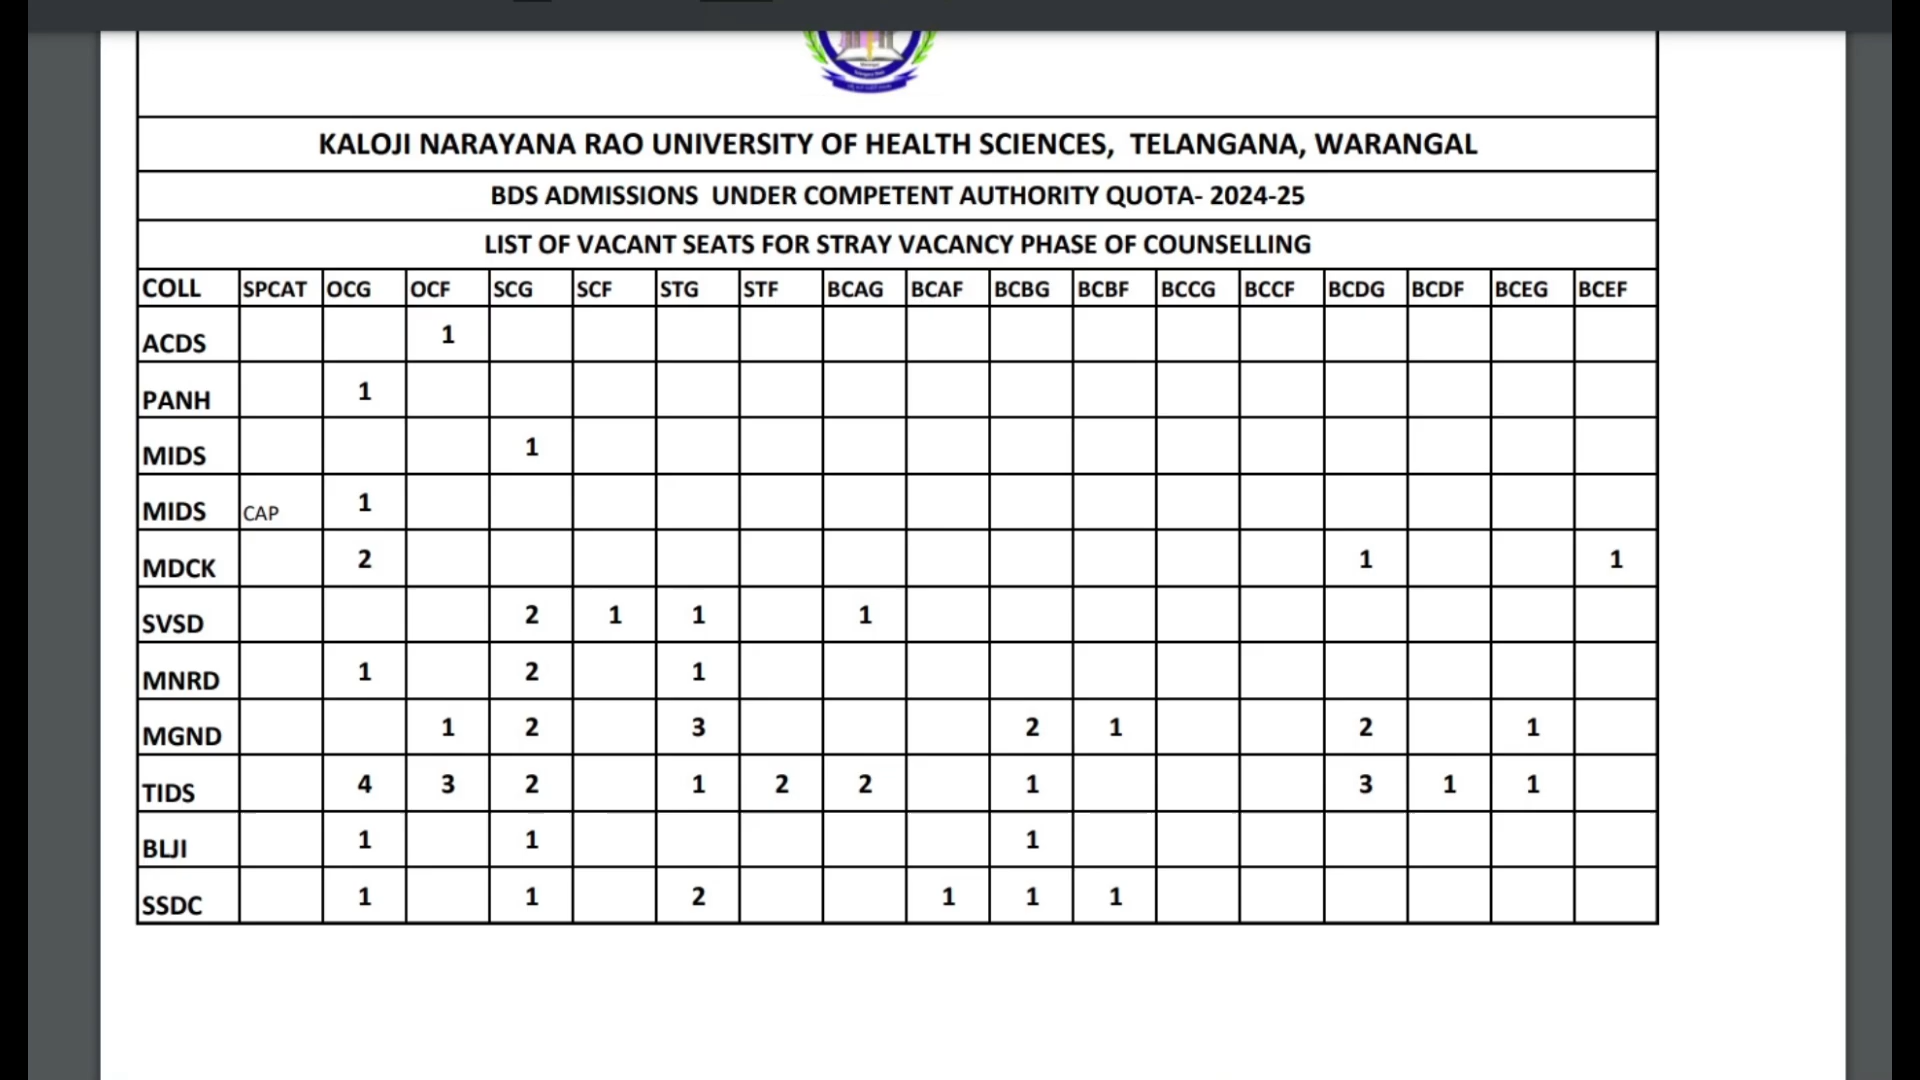 KALOJI NARAYANA RAO UNIVERSITY OF HEALTH SCIENCES, TELANGANA, WARANGAL
BDS ADMISSIONS UNDER COMPETENT AUTHORITY QUOTA- 2024-25
LIST OF VACANT SEATS FOR STRAY VACANCY PHASE OF COUNSELLING
COLL SPCAT OCG OCF SCG SCF STG STF BCAG BCAF BCBG BCBF BCCG BCCF BCDG BCDF BCEG BCEF
ACDS 1
PANH 1
MIDS 1
MIDS CAP 1
MDCK 2 1 1
SVSD 2 1 1 1
MNRD 1 2 1
MGND 1 2 3 2 1 2 1
TIDS 4 3 2 1 2 2 1 3 1 1
BLJI 1 1 1
SSDC 1 1 2 1 1 1